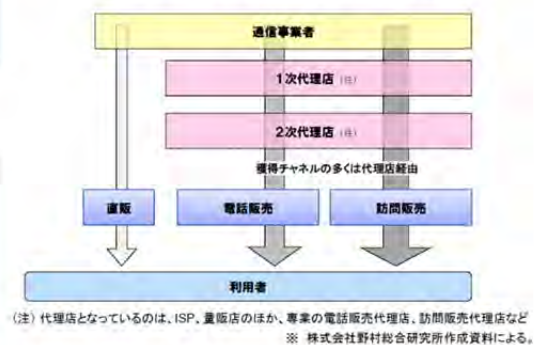 通信事業者
1次代理店 (注)
2次代理店 (注)
獲得チャネルの多くは代理店経由
直販 電話販売 訪問販売
利用者
(注) 代理店となっているのは、ISP、量販店のほか、専業の電話販売代理店、訪問販売代理店など
※ 株式会社野村総合研究所作成資料による。